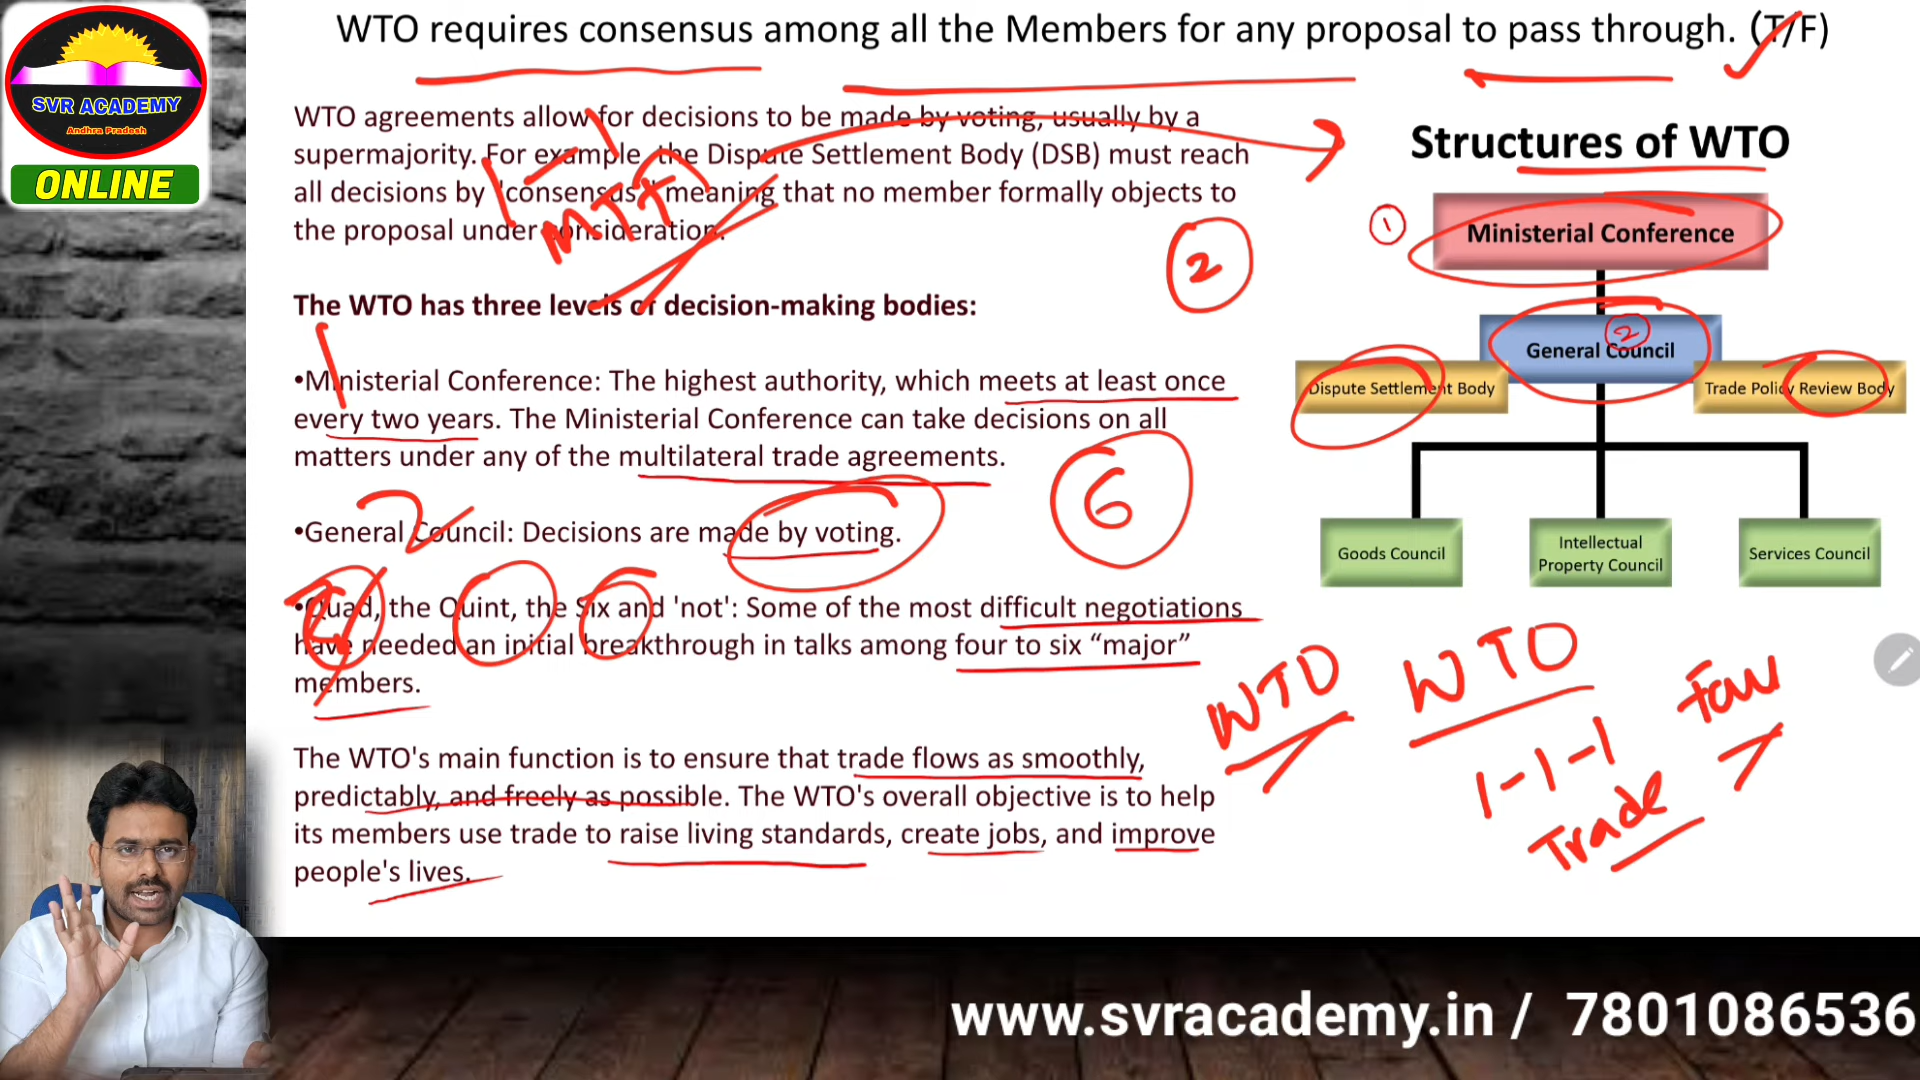 WTO requires consensus among all the Members for any proposal to pass through. (T/F)
SVR ACADEMY
Andhra Pradesh
ONLINE
WTO agreements allow for decisions to be made by voting, usually by a
supermajority. For example, the Dispute Settlement Body (DSB) must reach
all decisions by 'consensus,' meaning that no member formally objects to
the proposal under consideration.
The WTO has three levels of decision-making bodies:
•Ministerial Conference: The highest authority, which meets at least once
every two years. The Ministerial Conference can take decisions on all
matters under any of the multilateral trade agreements.
•General Council: Decisions are made by voting.
•Quad, the Quint, the Six and 'not': Some of the most difficult negotiations
have needed an initial breakthrough in talks among four to six “major”
members.
The WTO's main function is to ensure that trade flows as smoothly,
predictably, and freely as possible. The WTO's overall objective is to help
its members use trade to raise living standards, create jobs, and improve
people's lives.
2
6
1
2
Structures of WTO
1
Ministerial Conference
2
General Council
Dispute Settlement Body
Trade Policy Review Body
Goods Council
Intellectual
Property Council
Services Council
WTO
WTO
1-1-1
Trade
www.svracademy.in / 7801086536